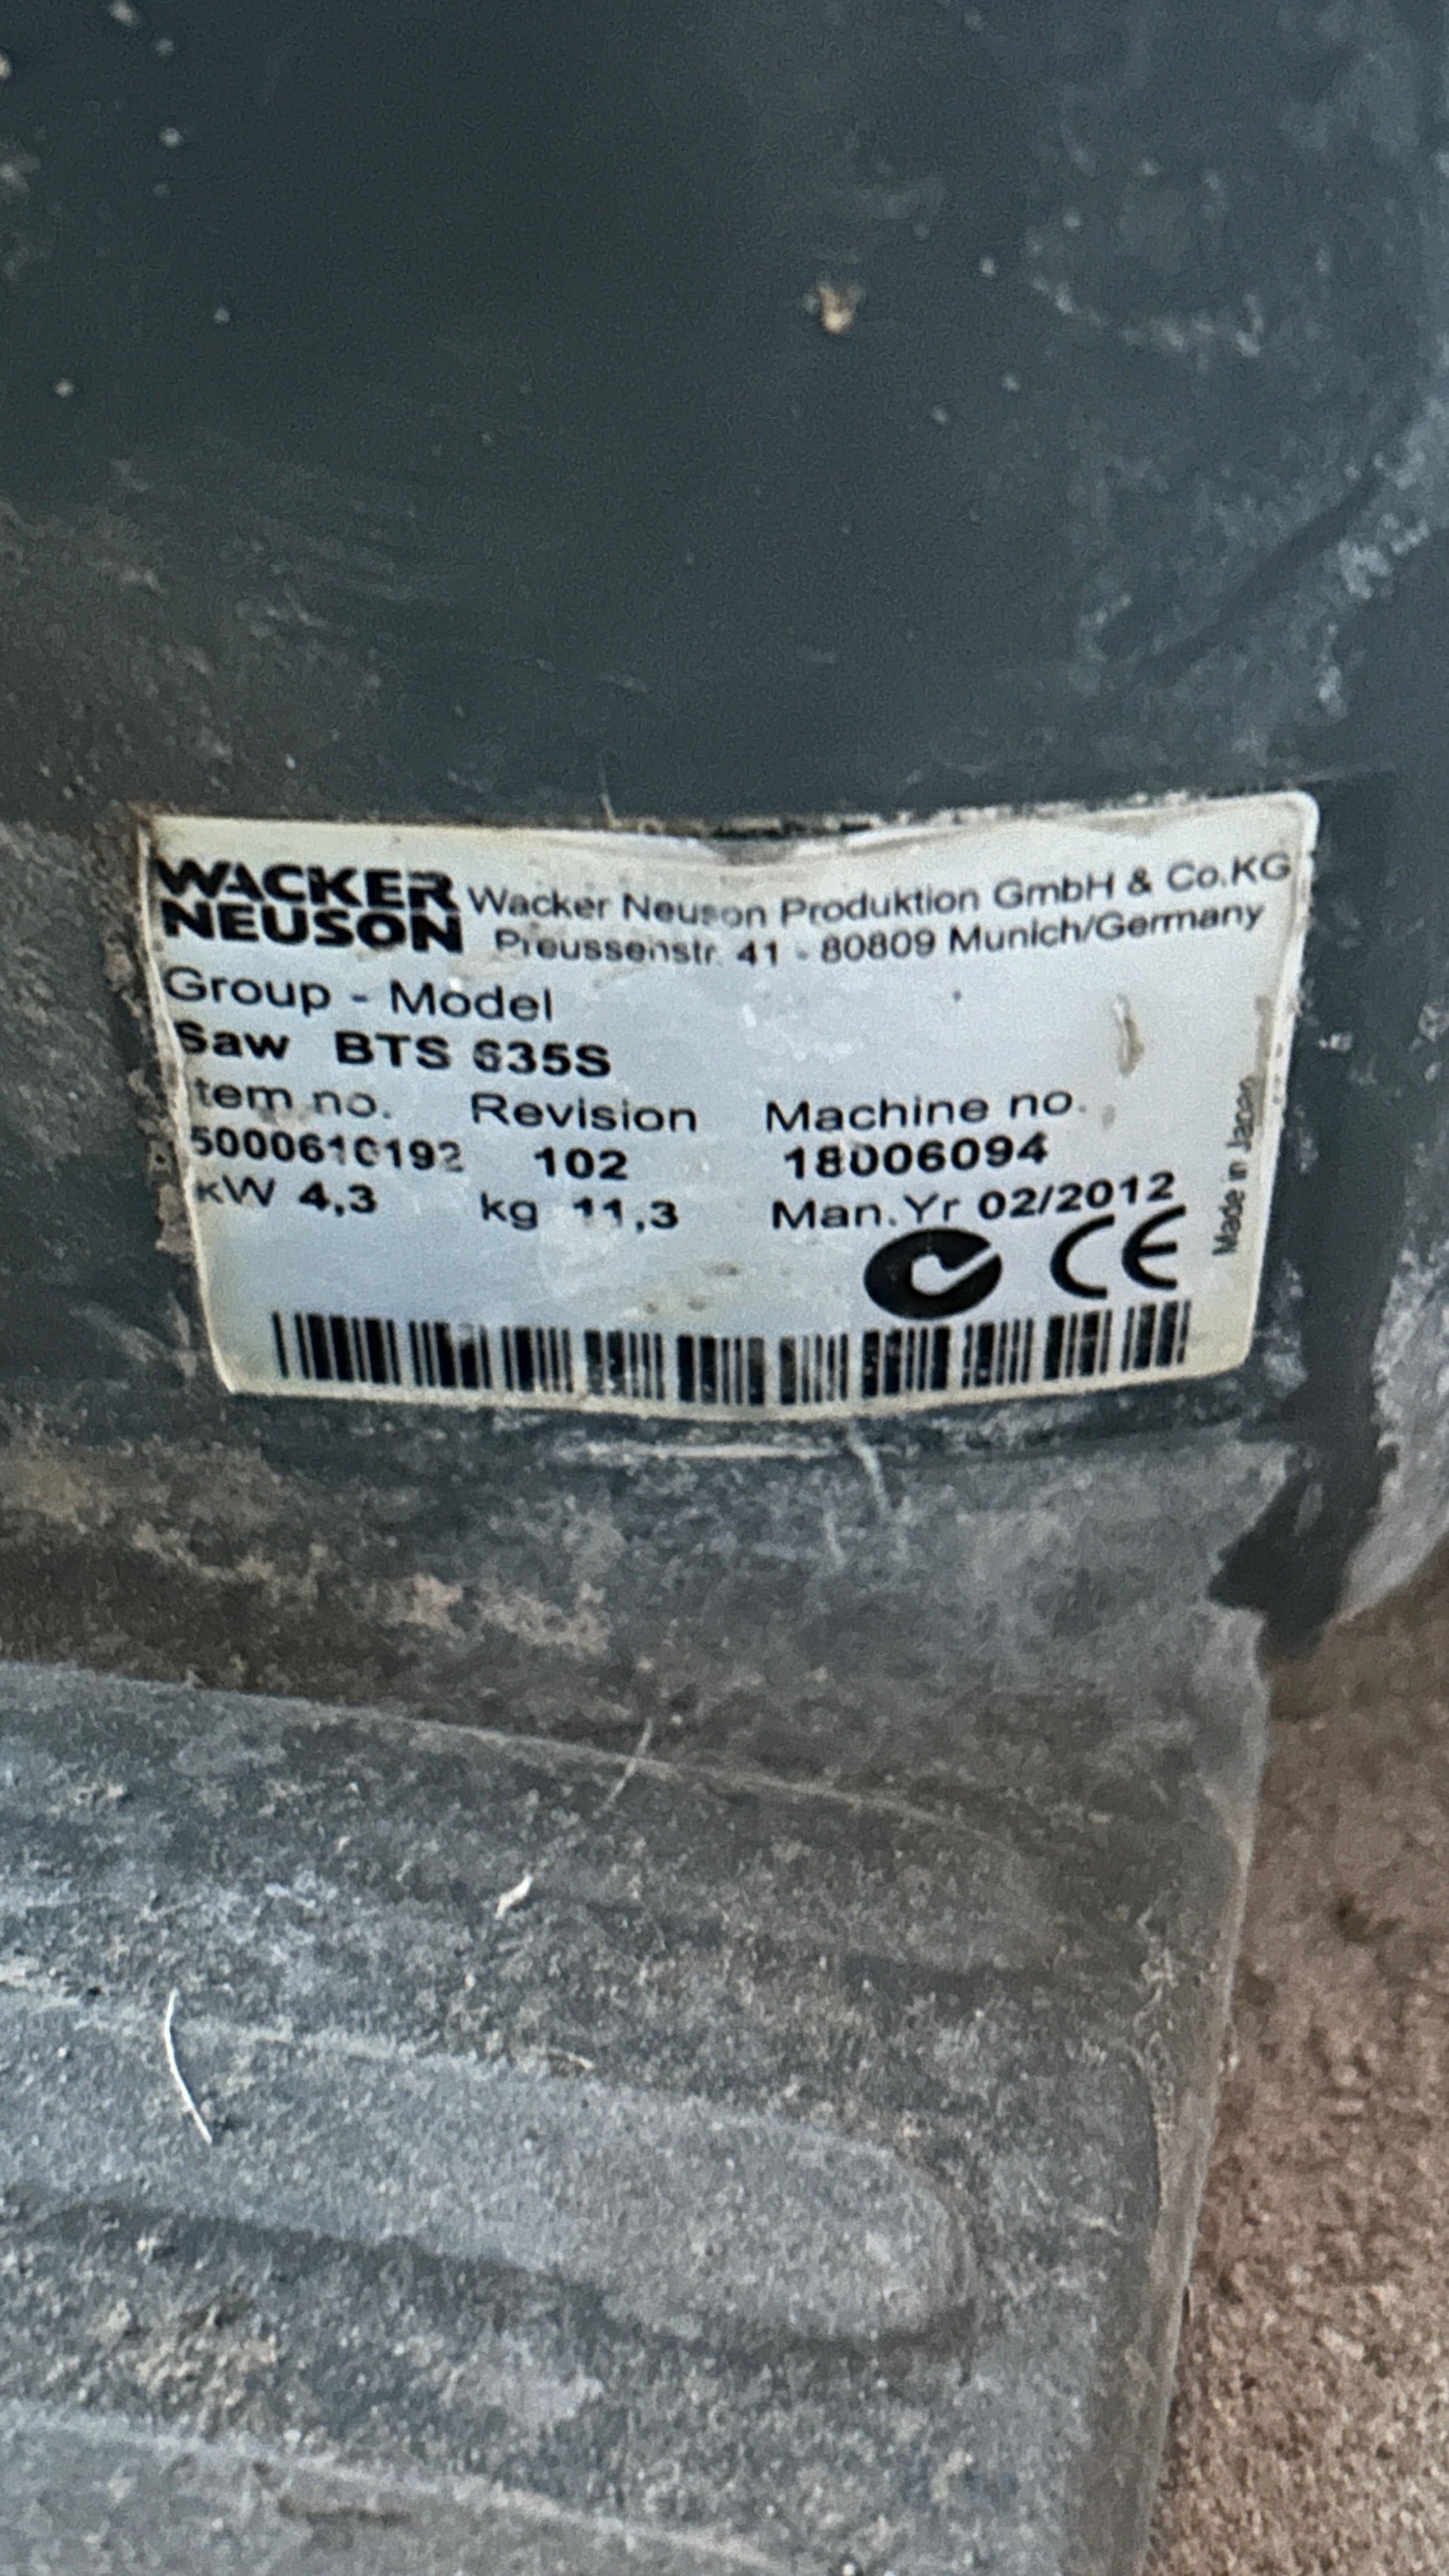 WACKER
NEUSON
Wacker Neuson Produktion GmbH & Co.KG
Preussenstr. 41 - 80809 Munich/Germany
Group - Model
Saw BTS 635S
tem no. Revision Machine no.
5000610192 102 18006094
kW 4,3 kg 11,3 Man.Yr 02/2012
CE
Made in Japan